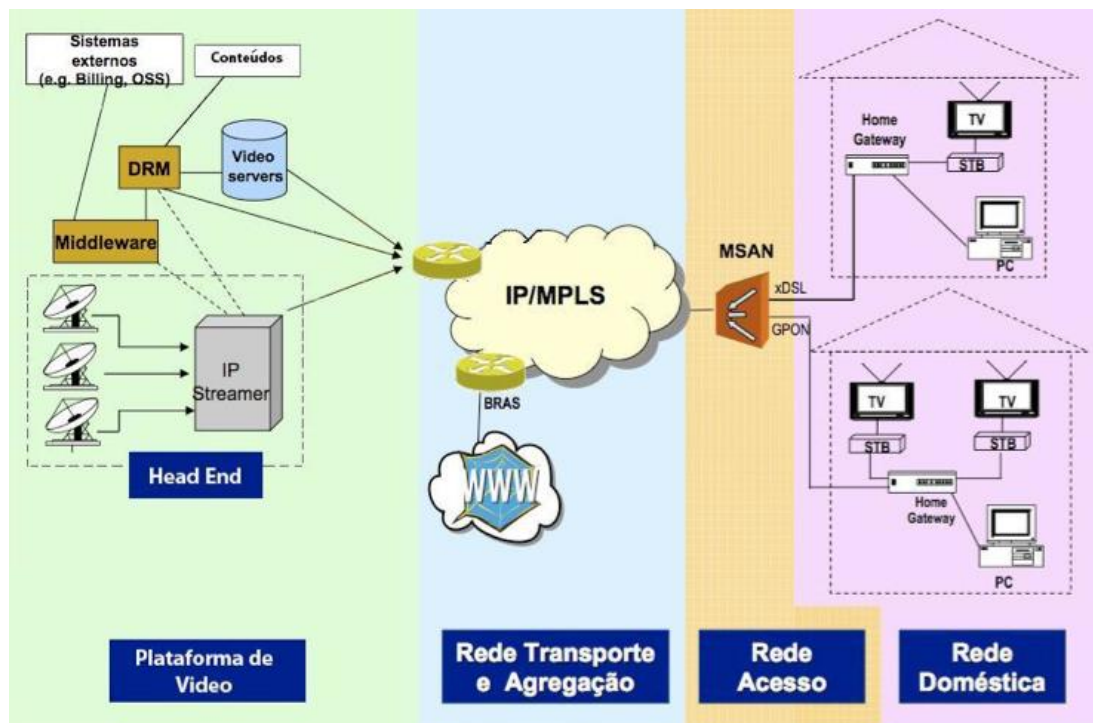 Sistemas
externos
(e.g. Billing, OSS)
Conteúdos
DRM
Video
servers
Middleware
IP
Streamer
Head End
Plataforma de
Video
IP/MPLS
BRAS
WWW
Rede Transporte
e Agregação
MSAN
xDSL
GPON
Rede
Acesso
Home
Gateway
TV
STB
PC
TV
TV
STB
STB
Home
Gateway
PC
Rede
Doméstica